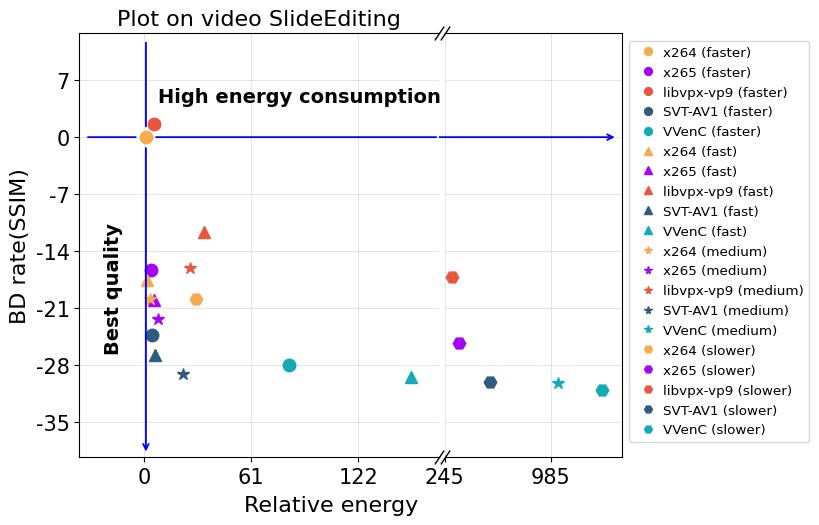 Plot on video SlideEditing
High energy consumption
Best quality
BD rate(SSIM)
7
0
-7
-14
-21
-28
-35
0
61
122
245
985
Relative energy
x264 (faster)
x265 (faster)
libvpx-vp9 (faster)
SVT-AV1 (faster)
VVenC (faster)
x264 (fast)
x265 (fast)
libvpx-vp9 (fast)
SVT-AV1 (fast)
VVenC (fast)
x264 (medium)
x265 (medium)
libvpx-vp9 (medium)
SVT-AV1 (medium)
VVenC (medium)
x264 (slower)
x265 (slower)
libvpx-vp9 (slower)
SVT-AV1 (slower)
VVenC (slower)